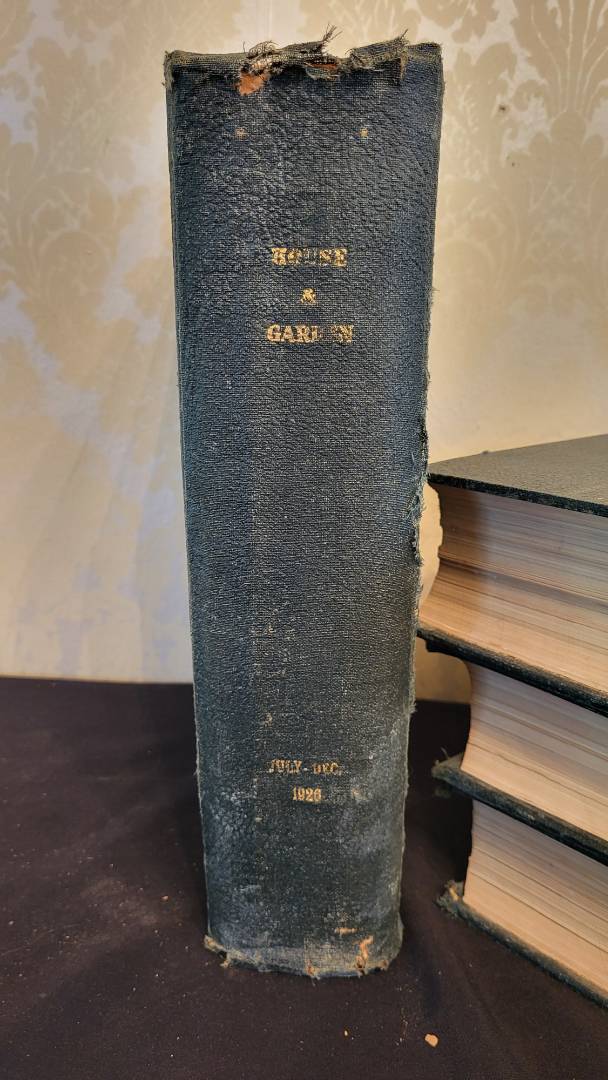 HOUSE
&
GARDEN
JULY-DEC.
1926